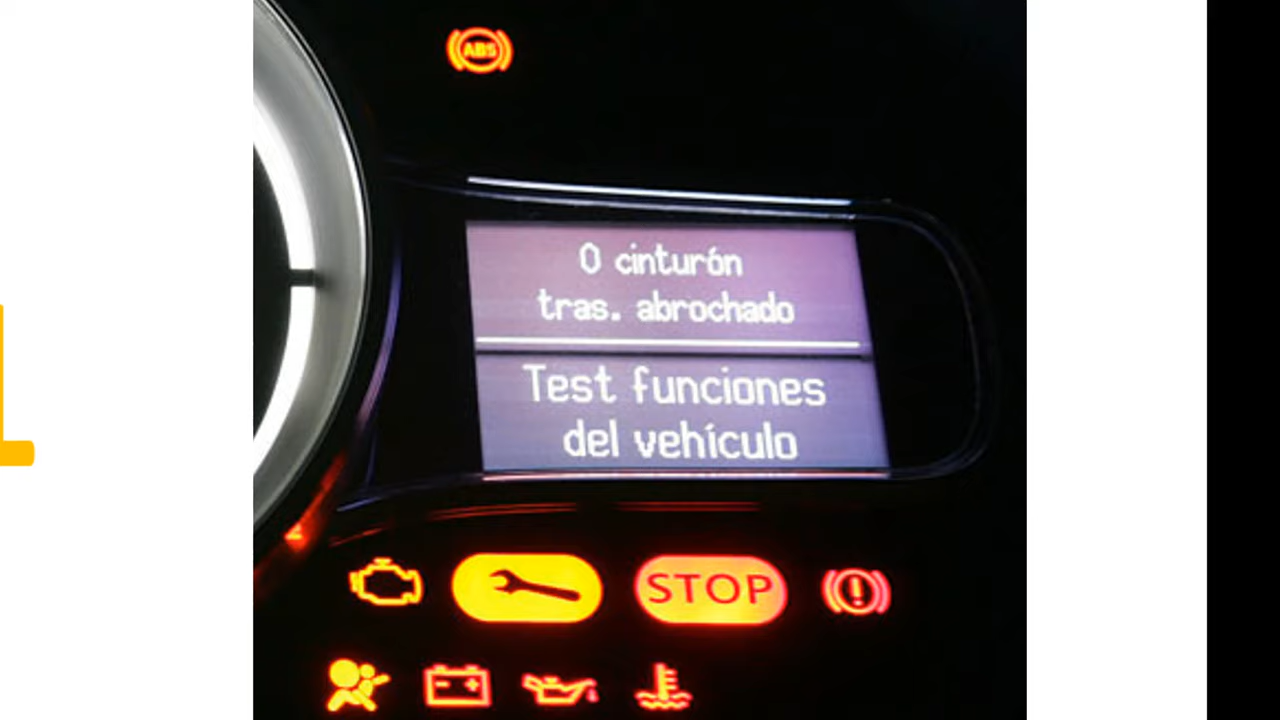 ABS
0 cinturón
tras. abrochado
Test funciones
del vehículo
STOP